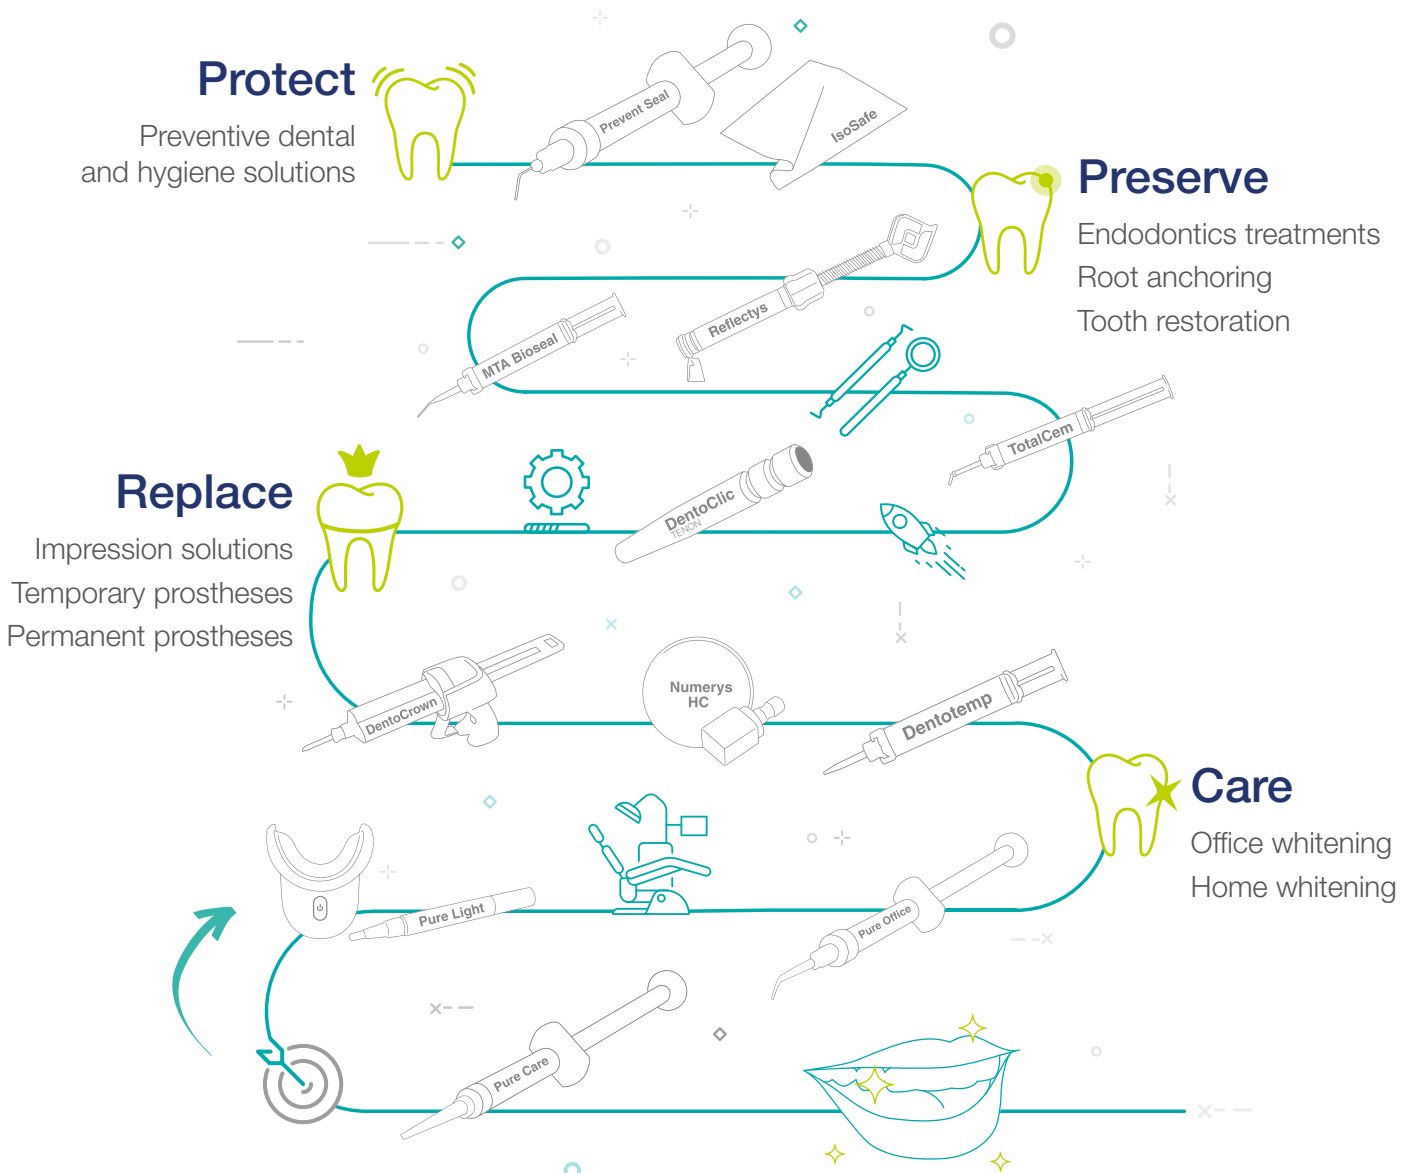 Protect
Preventive dental
and hygiene solutions
Prevent Seal
IsoSafe
Preserve
Endodontics treatments
Root anchoring
Tooth restoration
Reflectys
MTA Bioseal
TotalCem
DentoClic
TENON
Replace
Impression solutions
Temporary prostheses
Permanent prostheses
DentoCrown
Numerys
HC
Dentotemp
Care
Office whitening
Home whitening
Pure Light
Pure Office
Pure Care